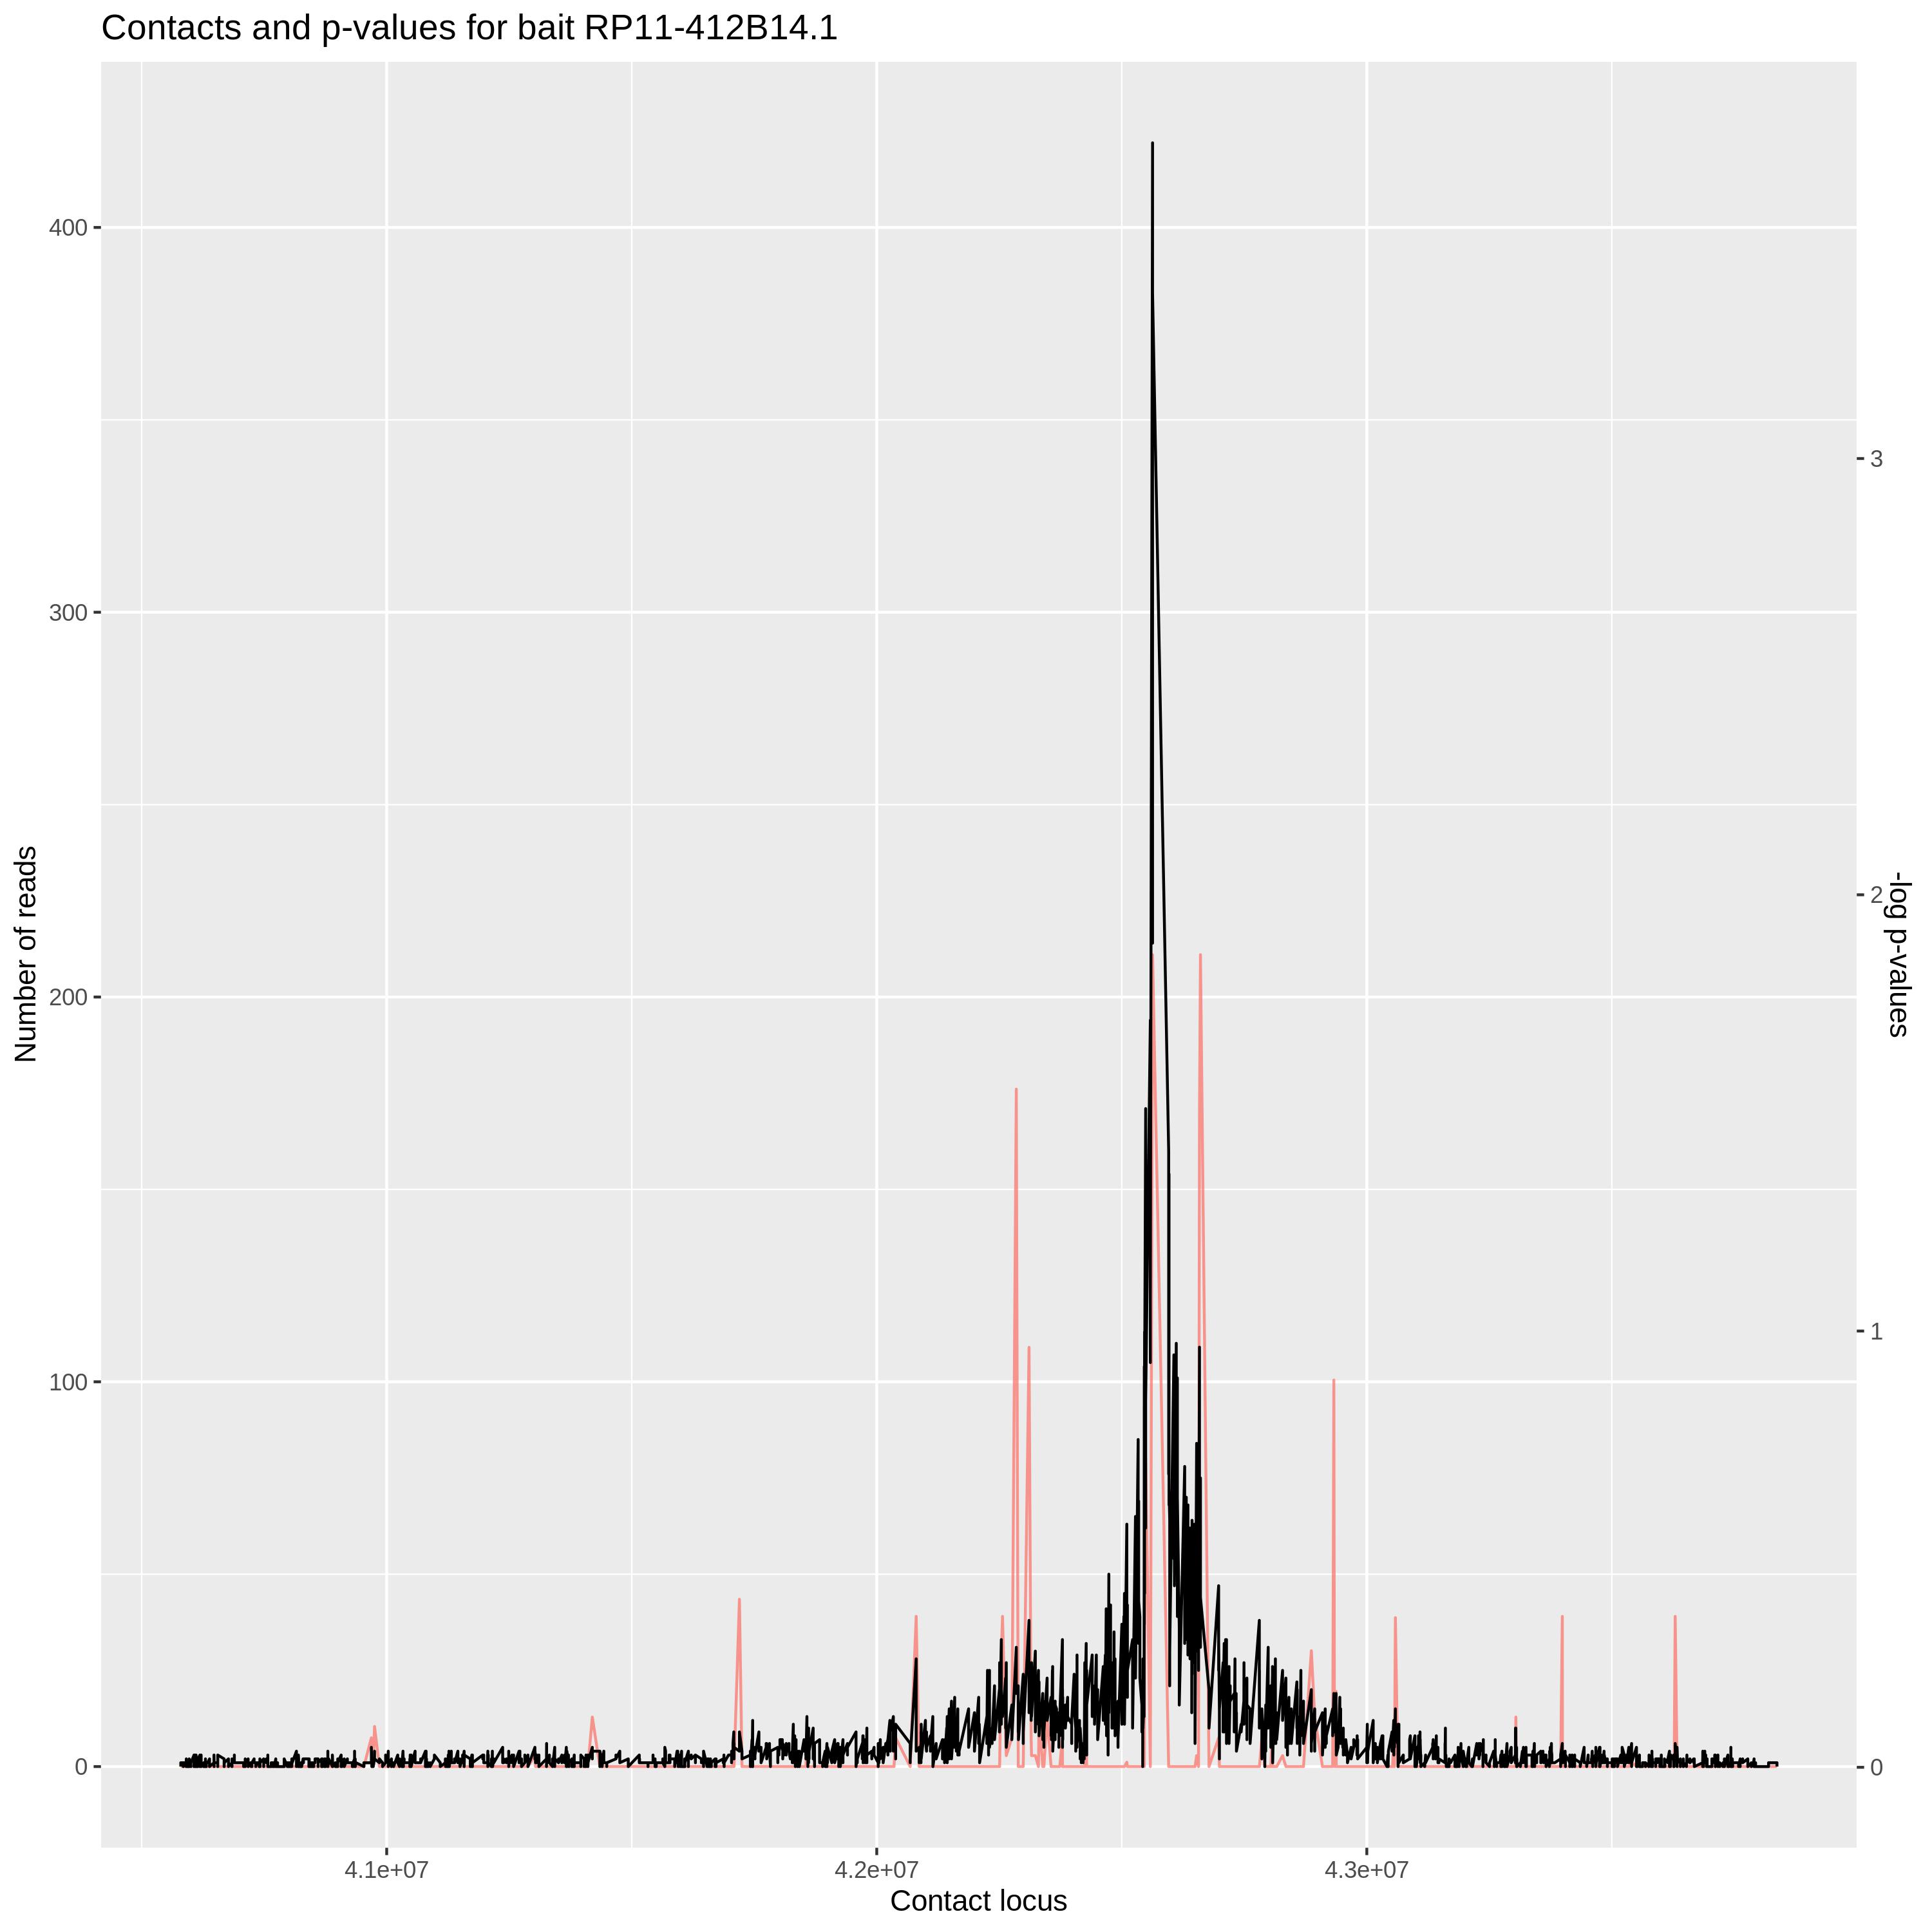 Contacts and p-values for bait RP11-412B14.1
400
300
200
100
0
Number of reads
3
2
1
0
-log p-values
4.1e+07
4.2e+07
4.3e+07
Contact locus